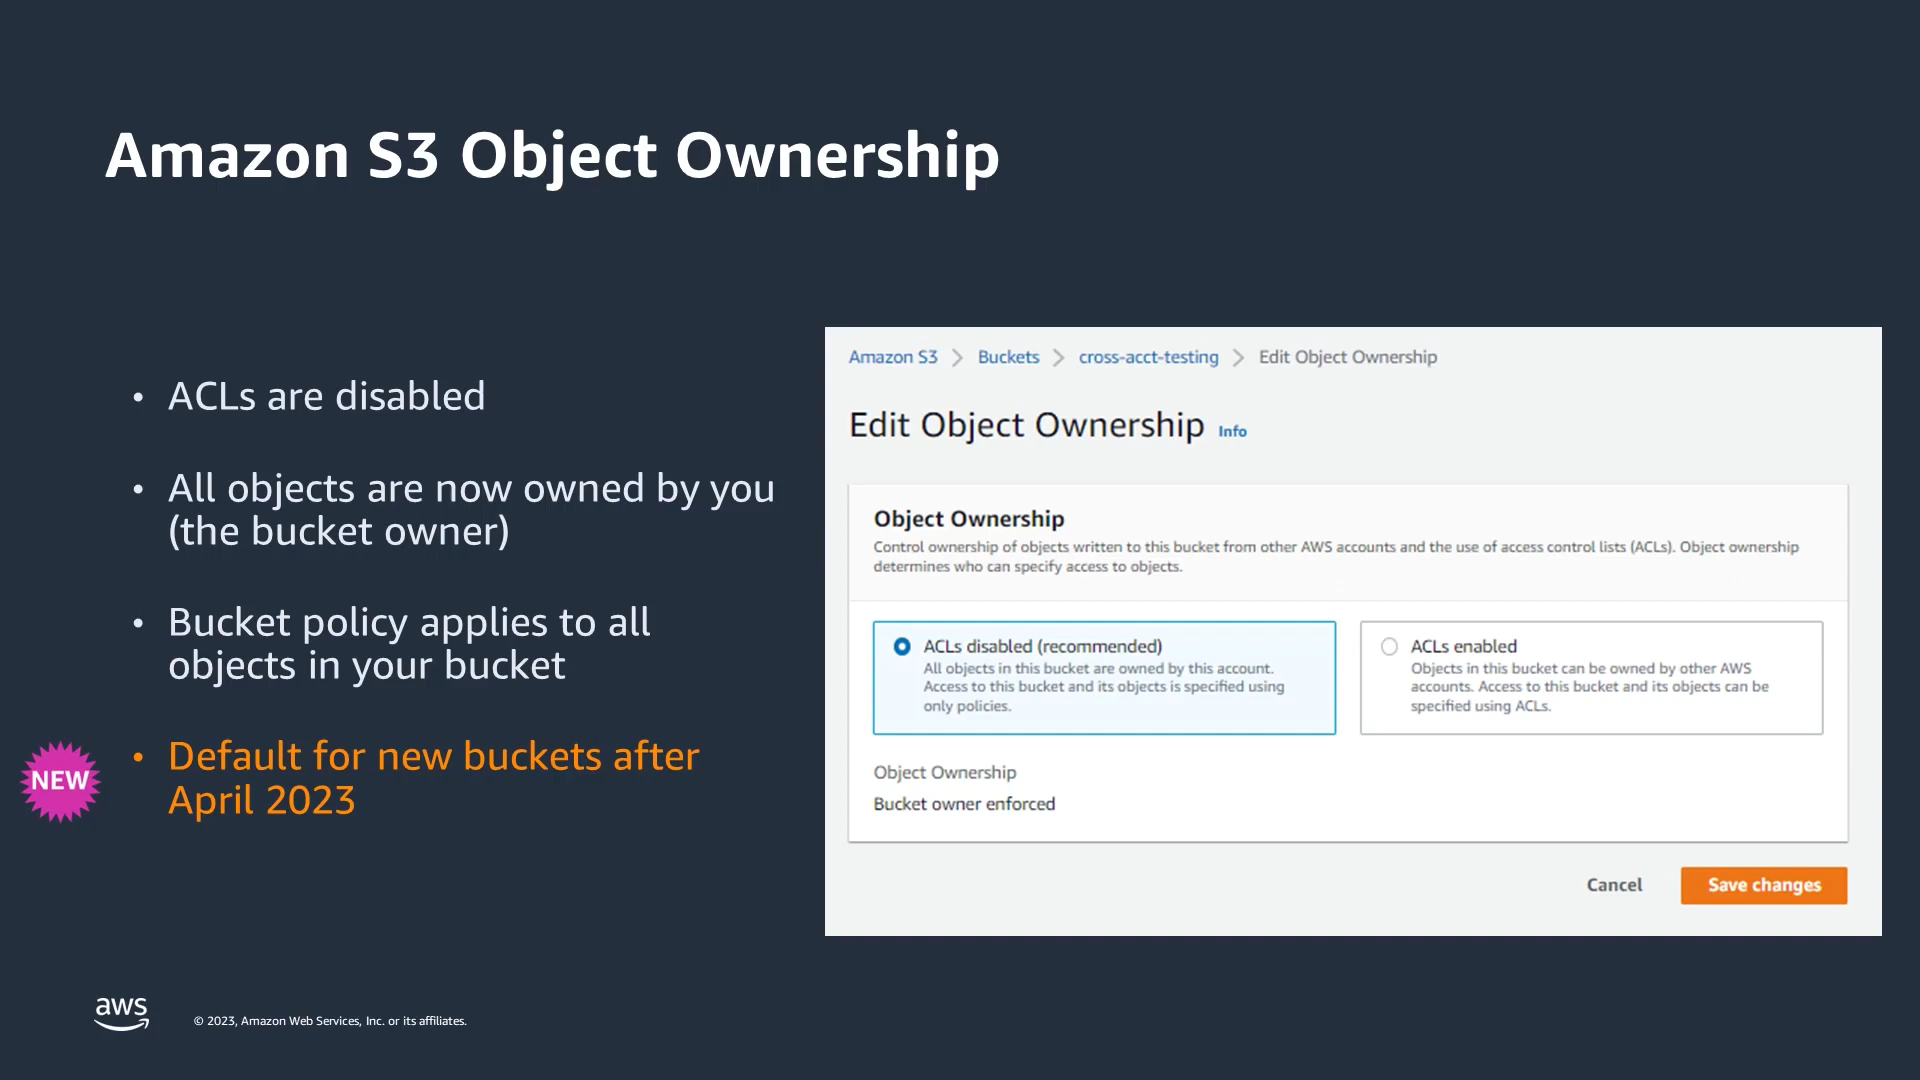 Amazon S3 Object Ownership
• ACLs are disabled
• All objects are now owned by you
(the bucket owner)
• Bucket policy applies to all
objects in your bucket
NEW
• Default for new buckets after
April 2023
Amazon S3 > Buckets > cross-acct-testing > Edit Object Ownership
Edit Object Ownership Info
Object Ownership
Control ownership of objects written to this bucket from other AWS accounts and the use of access control lists (ACLs). Object ownership
determines who can specify access to objects.
ACLs disabled (recommended)
All objects in this bucket are owned by this account.
Access to this bucket and its objects is specified using
only policies.
ACLs enabled
Objects in this bucket can be owned by other AWS
accounts. Access to this bucket and its objects can be
specified using ACLs.
Object Ownership
Bucket owner enforced
Cancel Save changes
aws
© 2023, Amazon Web Services, Inc. or its affiliates.